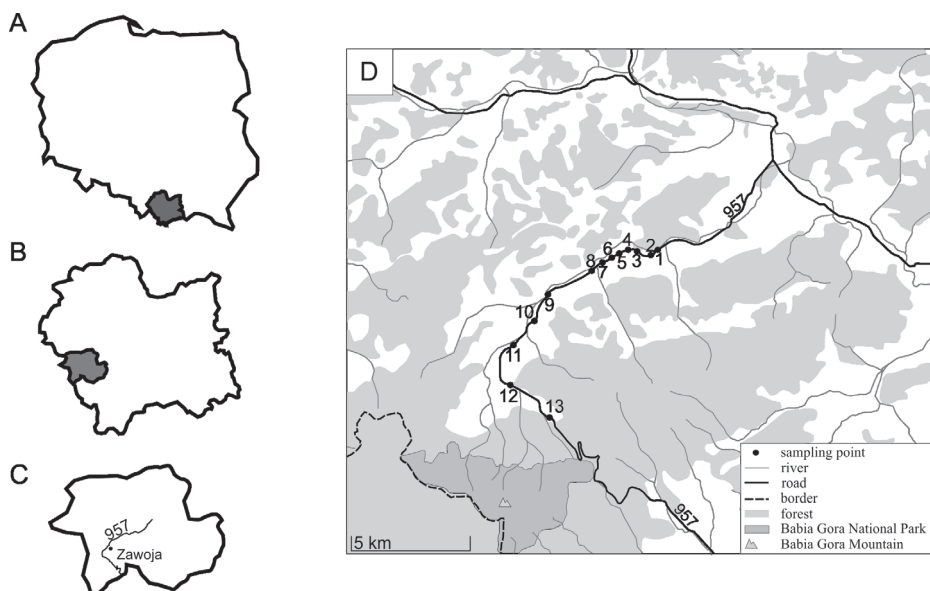 A
B
C
957
Zawoja
D
957
4
2
6
8
5
3
1
7
9
10
11
12
13
957
5 km
sampling point
river
road
border
forest
Babia Gora National Park
Babia Gora Mountain